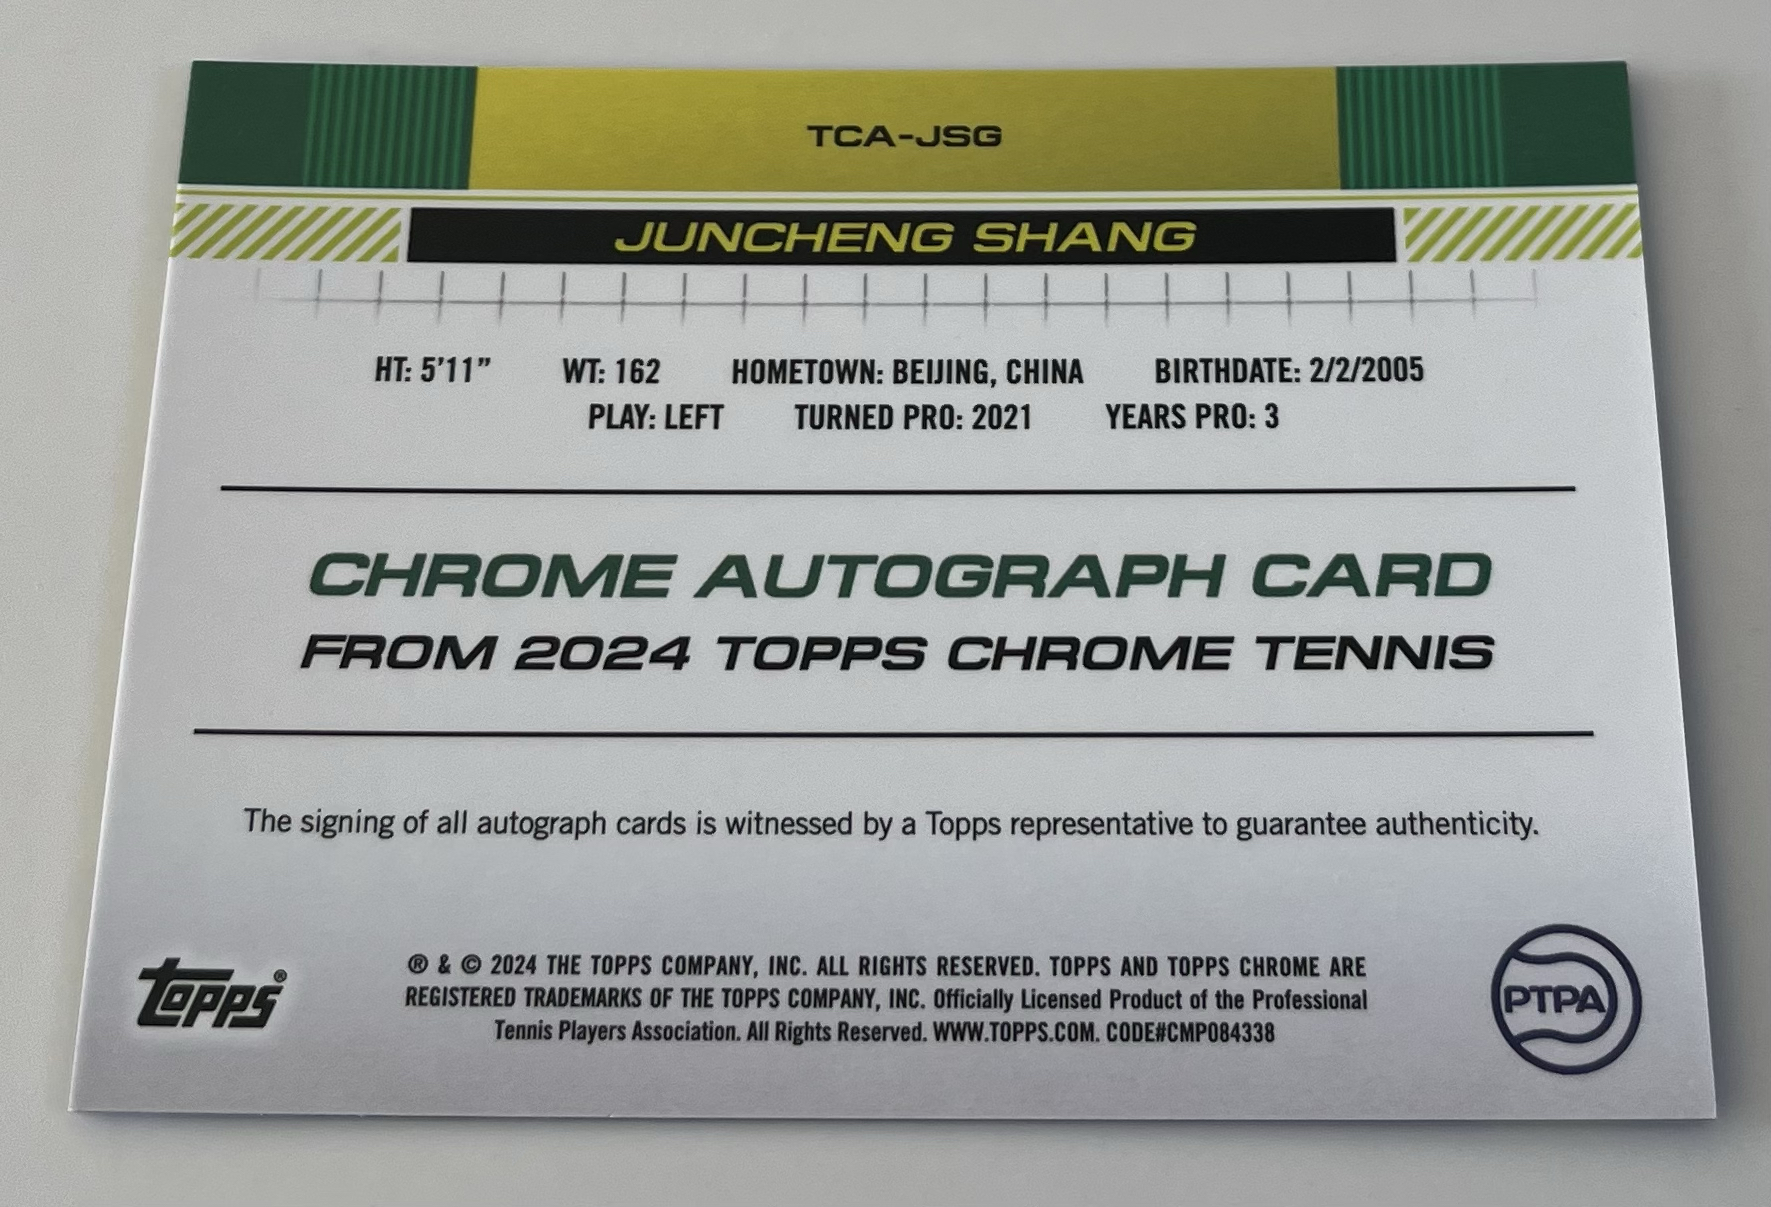 TCA-JSG
JUNCHENG SHANG
HT: 5'11" WT: 162 HOMETOWN: BEIJING, CHINA BIRTHDATE: 2/2/2005
PLAY: LEFT TURNED PRO: 2021 YEARS PRO: 3
CHROME AUTOGRAPH CARD
FROM 2024 TOPPS CHROME TENNIS
The signing of all autograph cards is witnessed by a Topps representative to guarantee authenticity.
topps®
® & © 2024 THE TOPPS COMPANY, INC. ALL RIGHTS RESERVED. TOPPS AND TOPPS CHROME ARE
REGISTERED TRADEMARKS OF THE TOPPS COMPANY, INC. Officially Licensed Product of the Professional
Tennis Players Association. All Rights Reserved. WWW.TOPPS.COM. CODE#CMP084338
PTPA